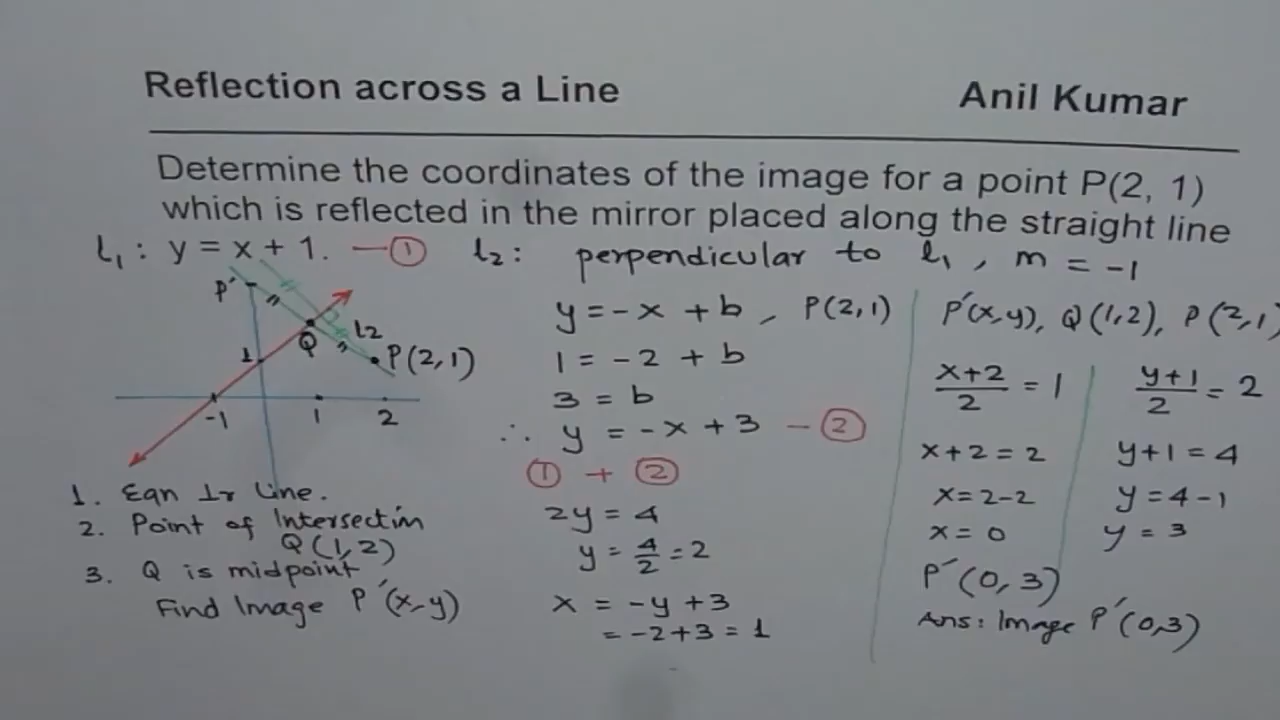 Reflection across a Line
Anil Kumar
Determine the coordinates of the image for a point P(2, 1)
which is reflected in the mirror placed along the straight line
l₁ : y = x + 1. — ①
P′
l2
Q
P(2,1)
1
-1
1
2
1. Eqn ⊥r Line.
2. Point of Intersectin
Q(1,2)
3. Q is midpoint
Find Image P′(x,y)
l₂ : perpendicular to l₁ , m = -1
y = -x + b , P(2,1)
1 = -2 + b
3 = b
∴ y = -x + 3 — ②
① + ②
2y = 4
y = 4/2 = 2
x = -y + 3
= -2+3 = 1
P′(x,y), Q(1,2), P(2,1)
x+2/2 = 1
x+2 = 2
x = 2-2
x = 0
y+1/2 = 2
y+1 = 4
y = 4-1
y = 3
P′(0,3)
Ans: Image P′(0,3)